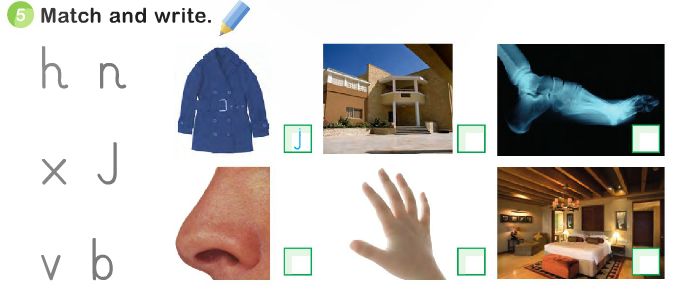 5 Match and write.
h n
j
x J
v b